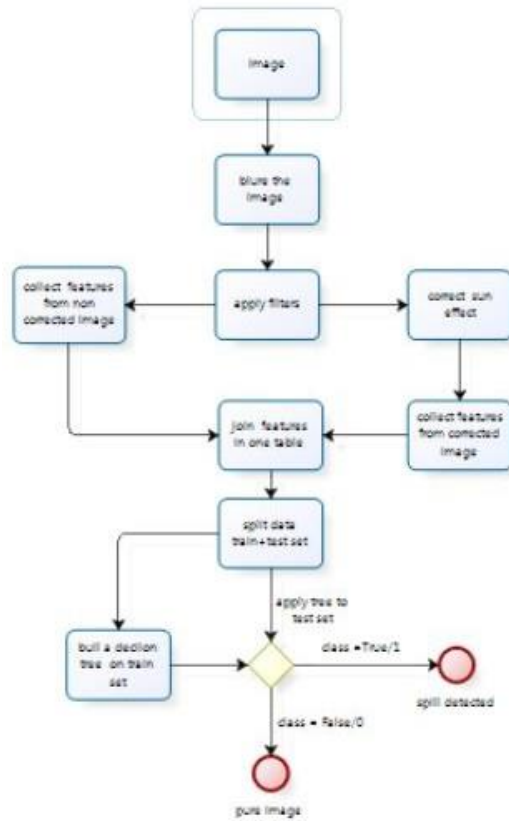 Image
blure the
Image
collect features
from non
corrected Image
apply filters
correct sun
effect
join features
in one table
collect features
from corrected
Image
split data
train+test set
apply tree to
test set
buil a deciion
tree on train
set
class =True/1
spill detected
class = False/0
pure Image